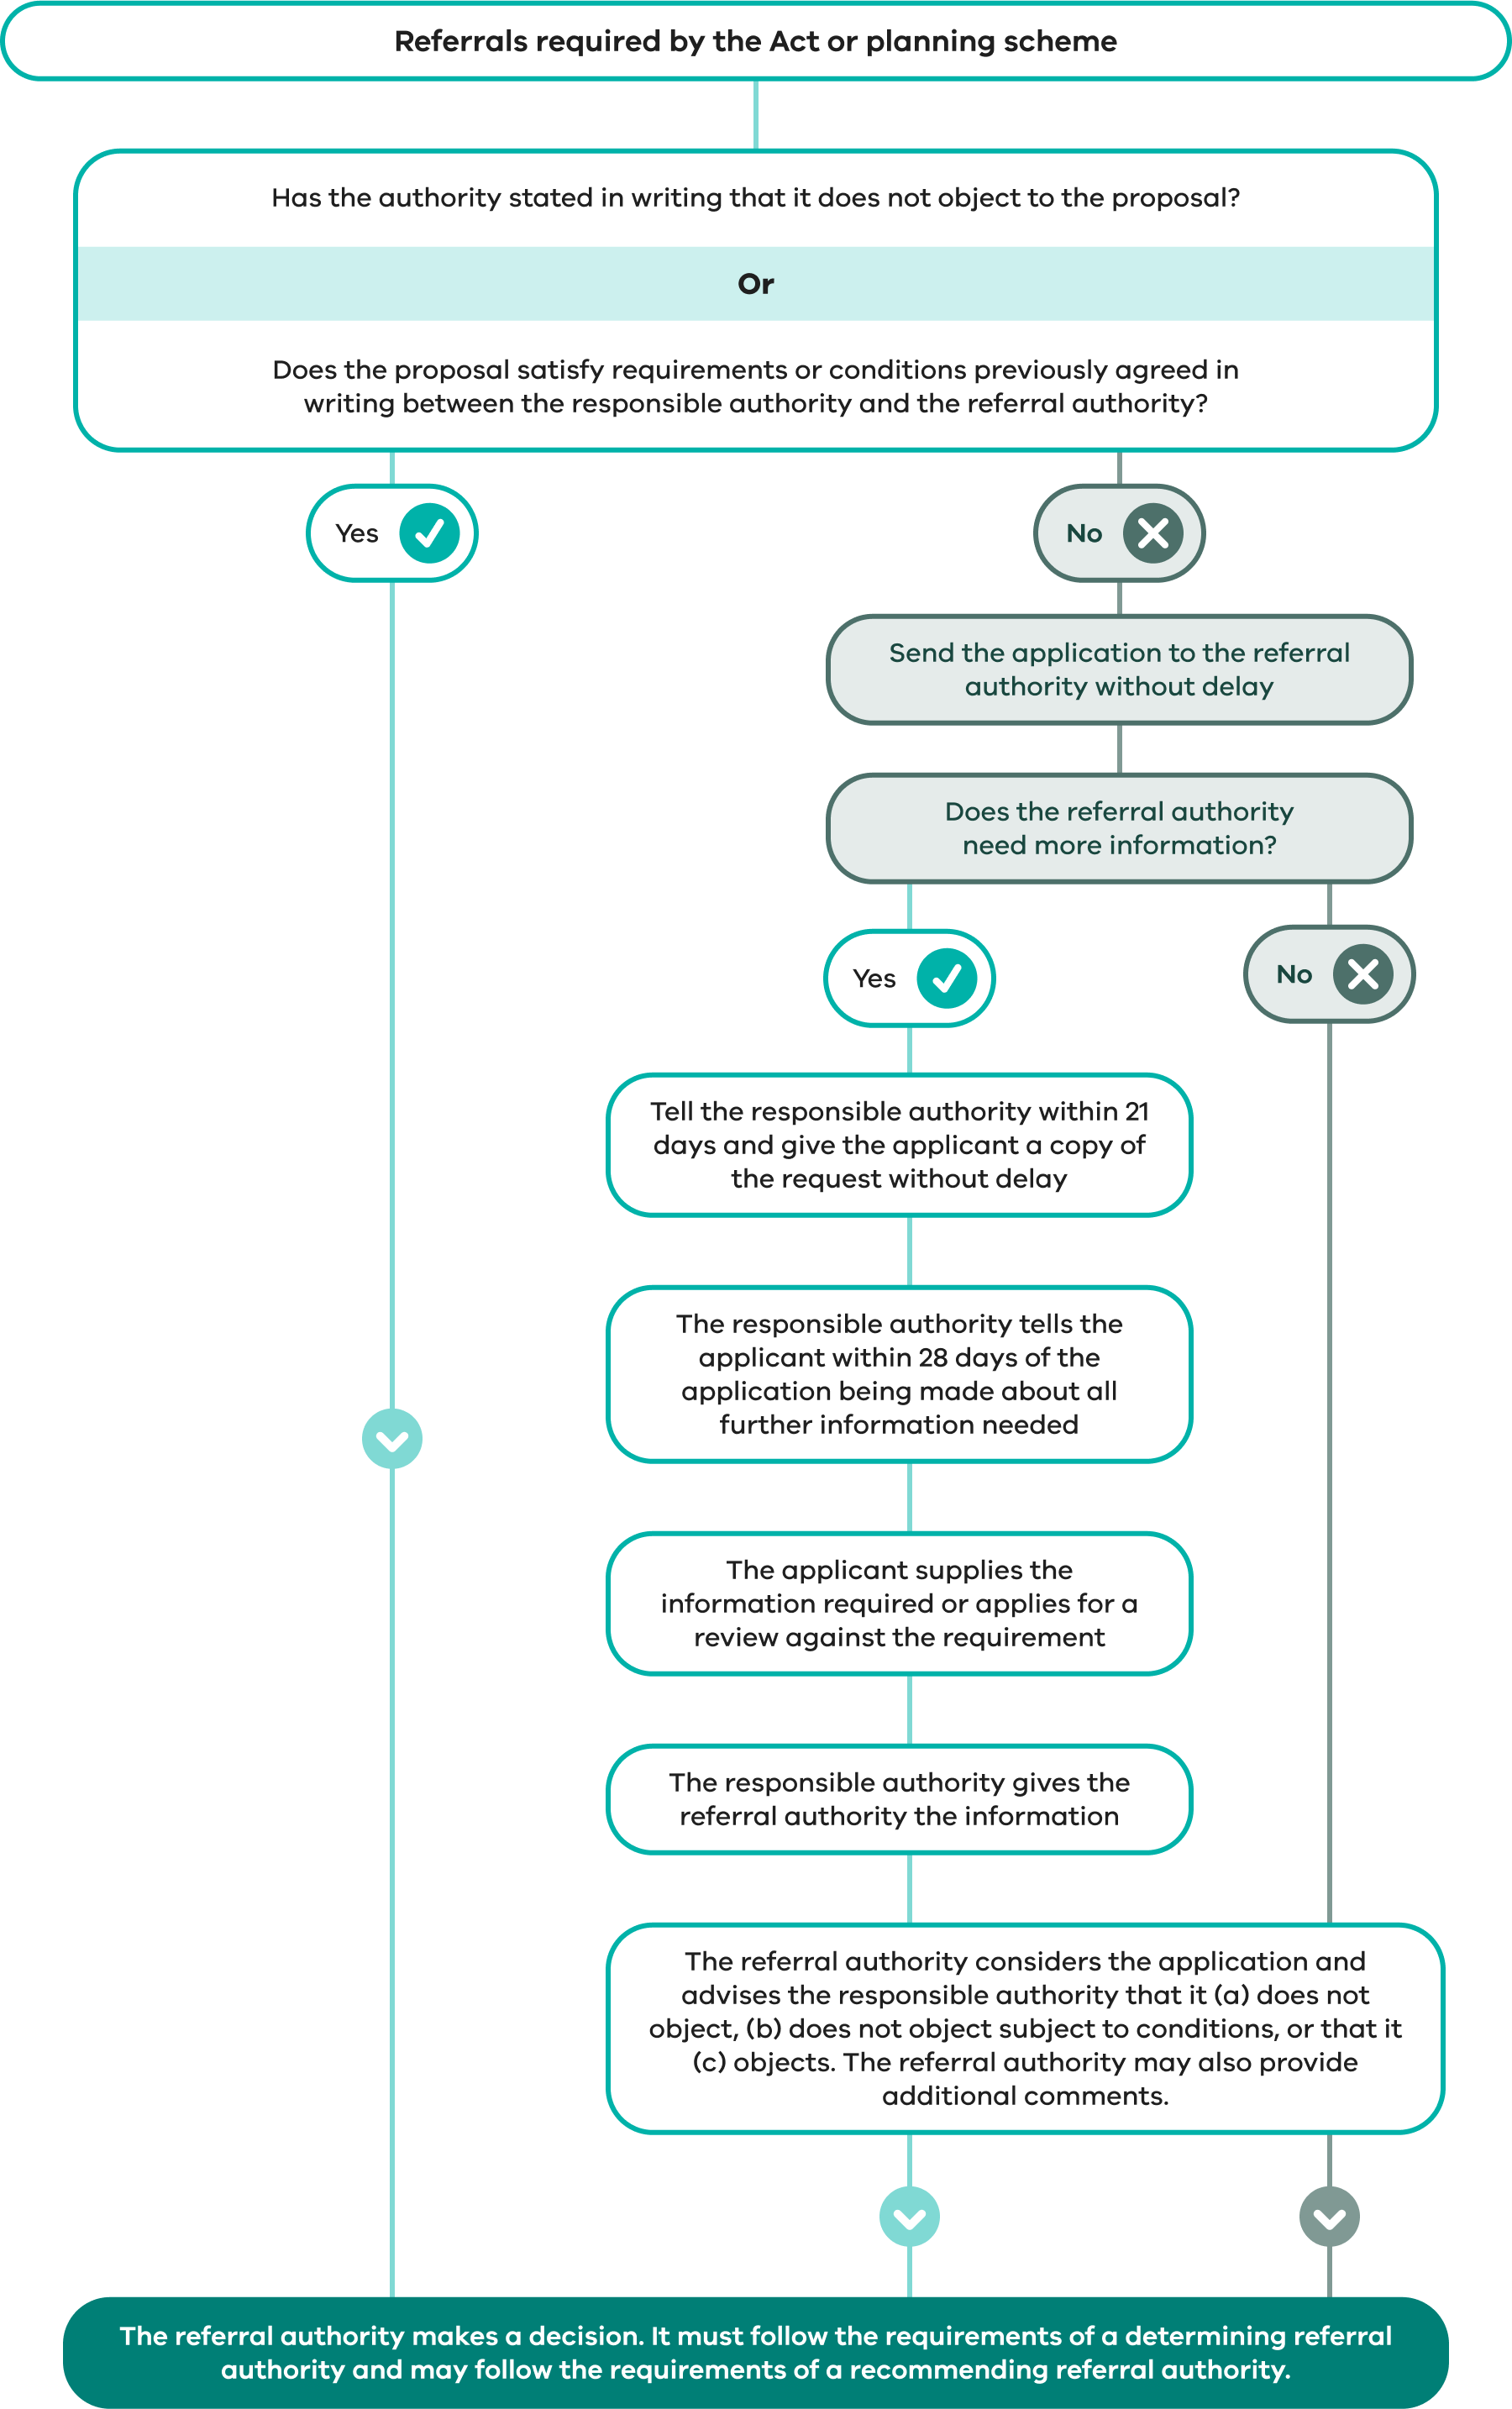 Referrals required by the Act or planning scheme
Has the authority stated in writing that it does not object to the proposal?
Or
Does the proposal satisfy requirements or conditions previously agreed in
writing between the responsible authority and the referral authority?
Yes
No
Send the application to the referral
authority without delay
Does the referral authority
need more information?
Yes
No
Tell the responsible authority within 21
days and give the applicant a copy of
the request without delay
The responsible authority tells the
applicant within 28 days of the
application being made about all
further information needed
The applicant supplies the
information required or applies for a
review against the requirement
The responsible authority gives the
referral authority the information
The referral authority considers the application and
advises the responsible authority that it (a) does not
object, (b) does not object subject to conditions, or that it
(c) objects. The referral authority may also provide
additional comments.
The referral authority makes a decision. It must follow the requirements of a determining referral
authority and may follow the requirements of a recommending referral authority.